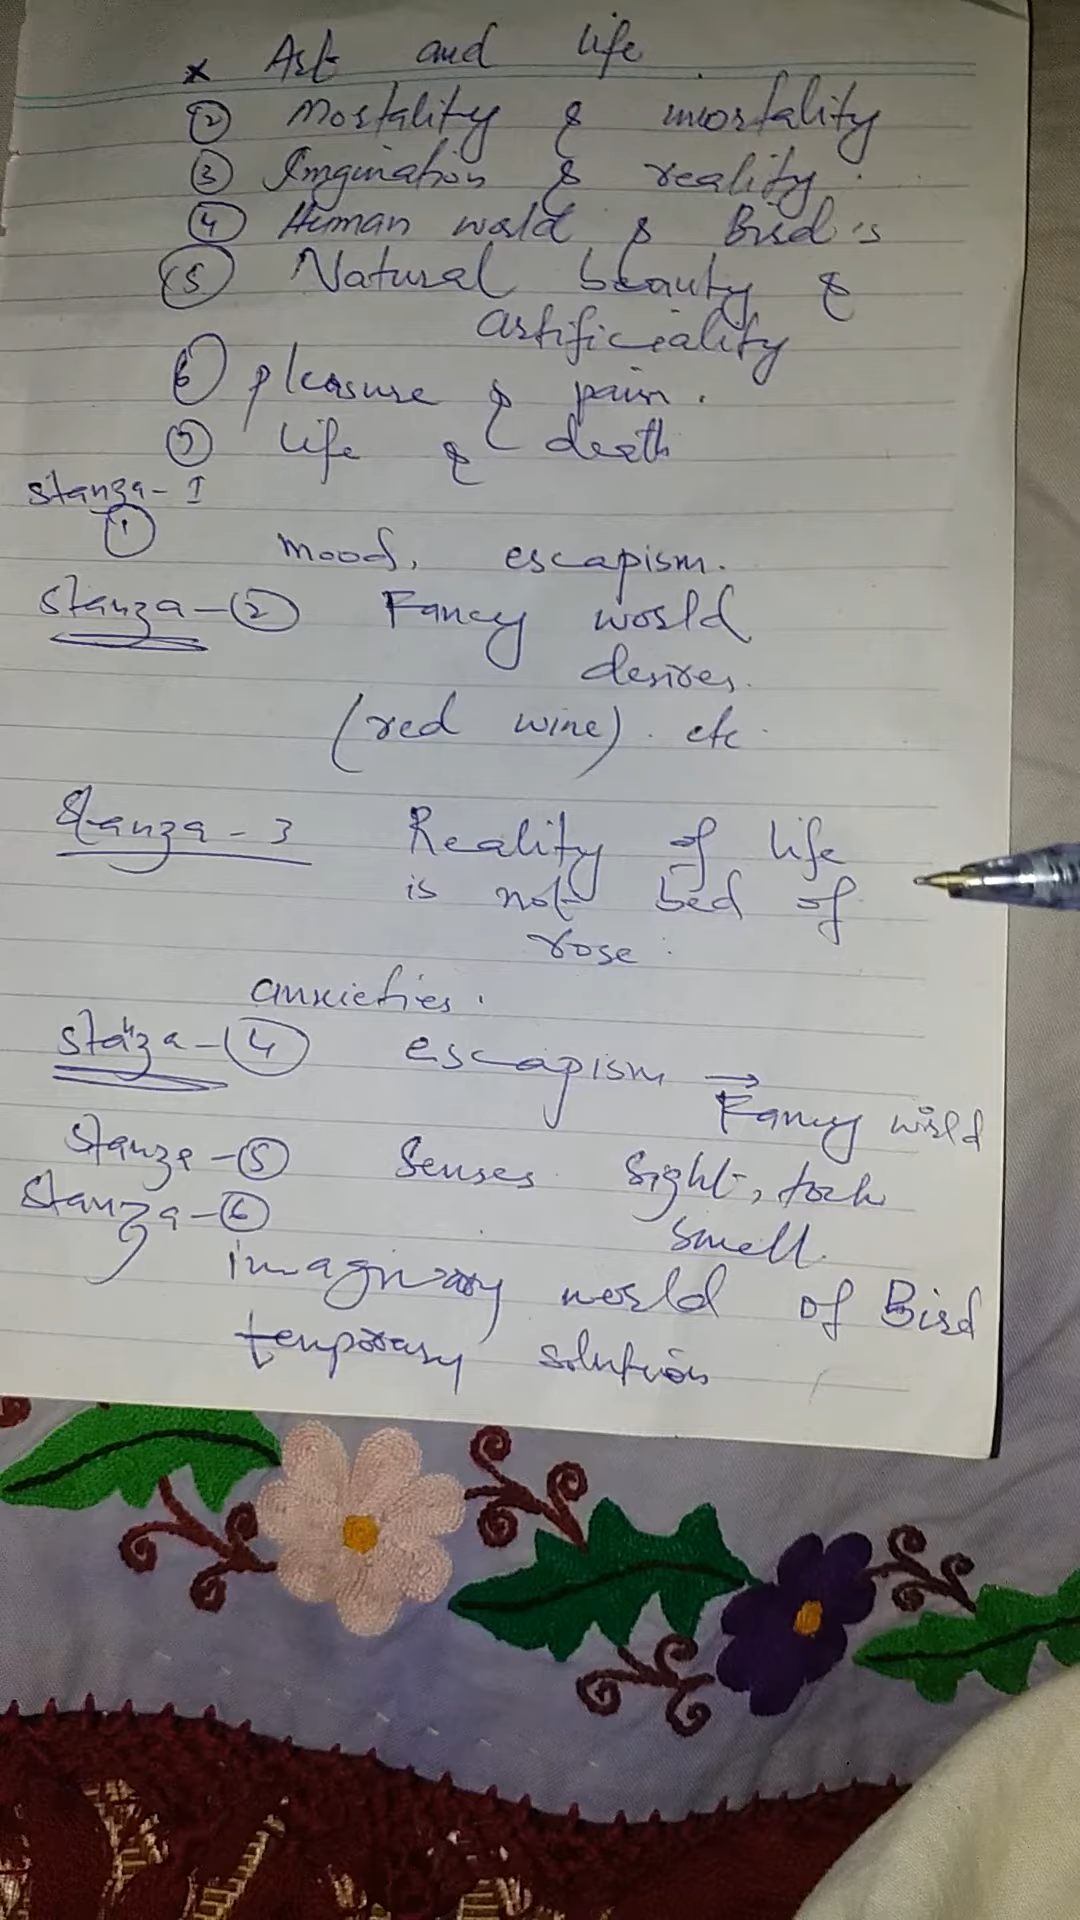 * Art and life
② Mortality & imortality
③ Imgination & reality.
④ Human world & Bird's
⑤ Natural beauty &
artificiality
⑥ pleasure & pain.
⑦ life & death
Stanza-I
① mood, escapism.
Stanza-② Fancy world
desires.
(red wine). etc.
Stanza-3 Reality of life
is not bed of
rose.
anxieties.
Stanza-④ escapism →
Fancy world
Stanza-⑤ Senses Sight,
smell.
Stanza-⑥
imaginary world of Bird
temporary solution